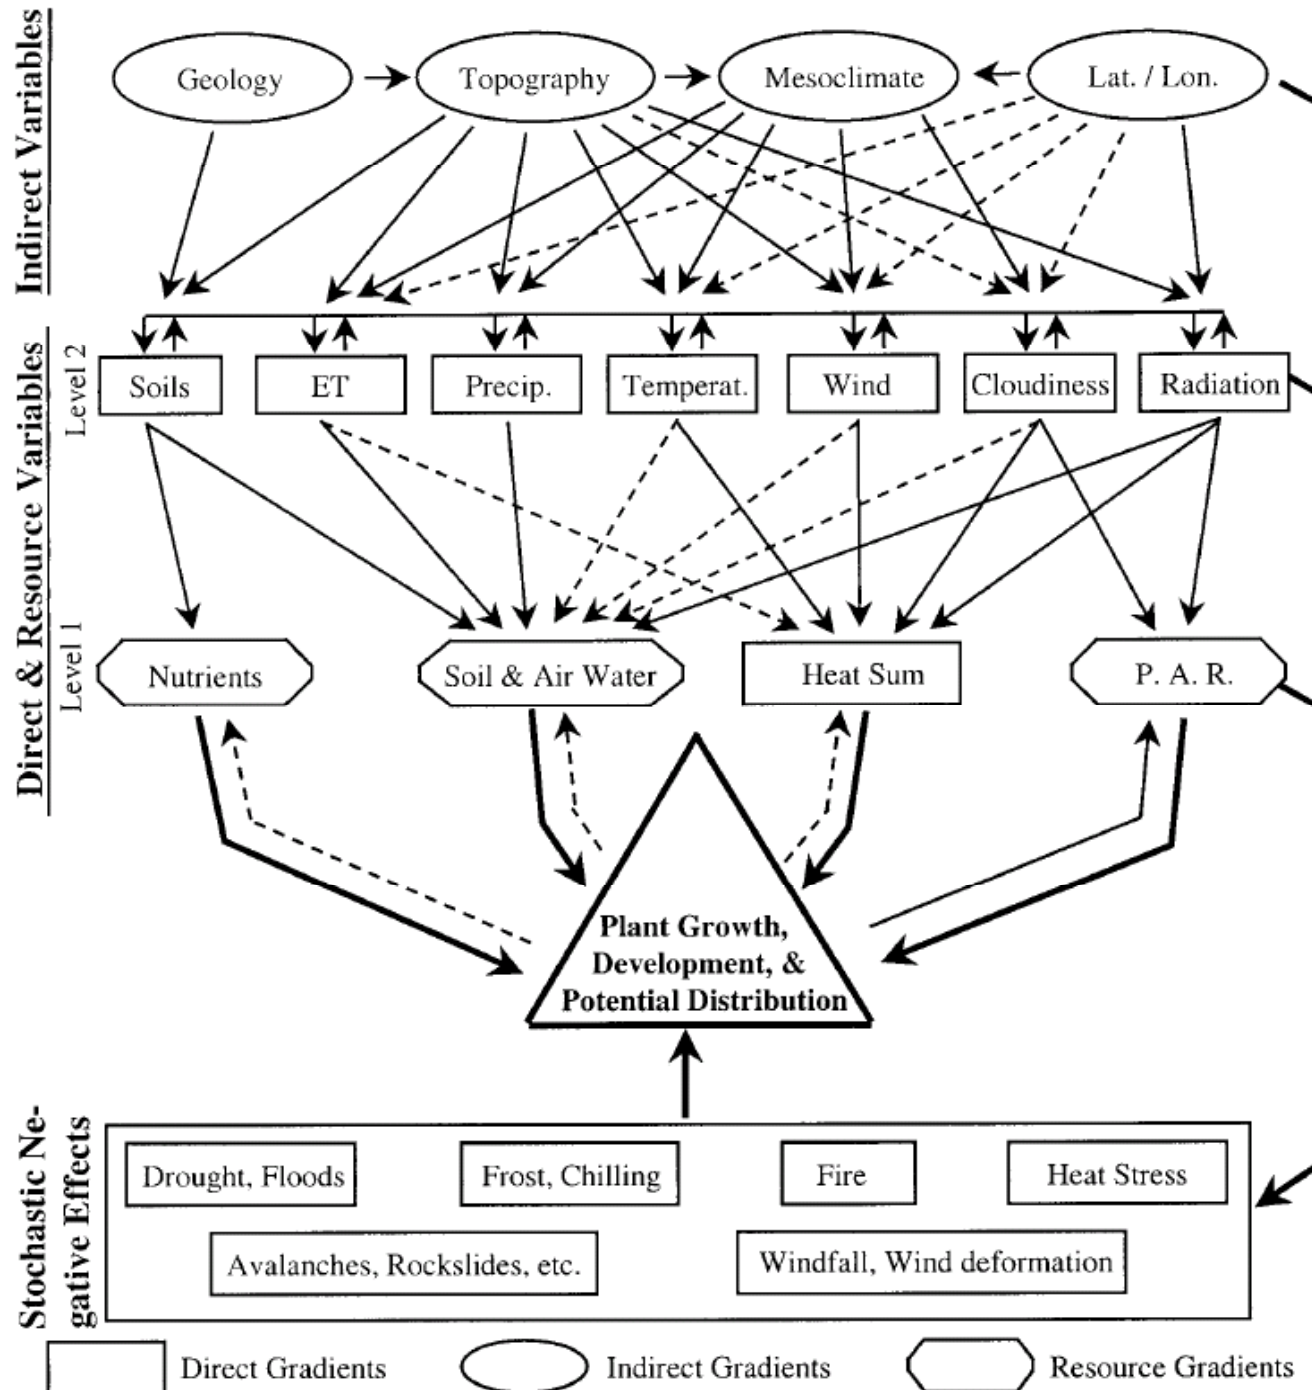 Indirect Variables
Geology
Topography
Mesoclimate
Lat. / Lon.
Direct & Resource Variables
Level 2
Soils
ET
Precip.
Temperat.
Wind
Cloudiness
Radiation
Level 1
Nutrients
Soil & Air Water
Heat Sum
P. A. R.
Plant Growth,
Development, &
Potential Distribution
Stochastic Ne-
gative Effects
Drought, Floods
Frost, Chilling
Fire
Heat Stress
Avalanches, Rockslides, etc.
Windfall, Wind deformation
Direct Gradients
Indirect Gradients
Resource Gradients